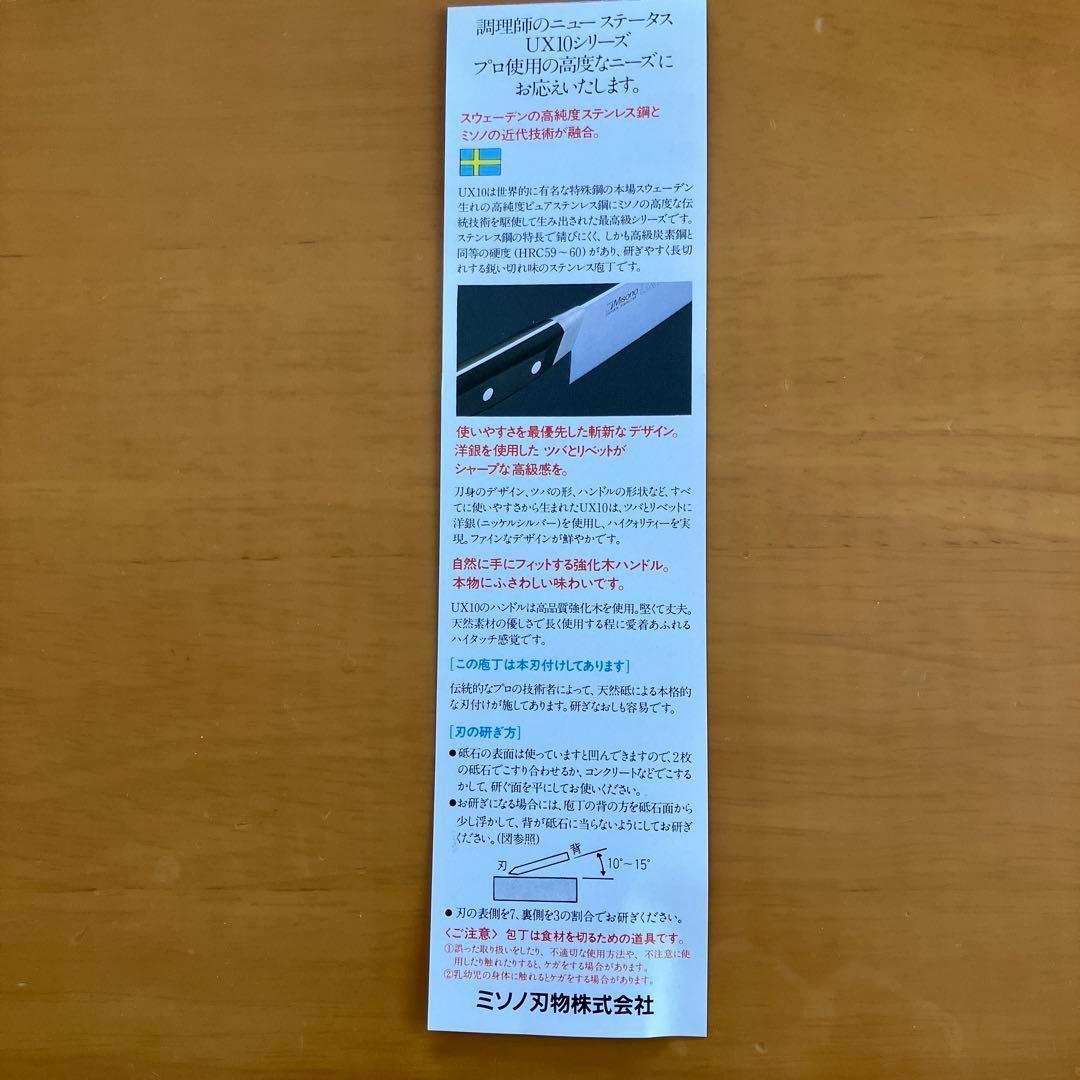 調理師のニュー ステータス
UX10シリーズ
プロ使用の高度なニーズに
お応えいたします。
スウェーデンの高純度ステンレス鋼と
ミソノの近代技術が融合。
UX10は世界的に有名な特殊鋼の本場スウェーデン
生れの高純度ピュアステンレス鋼にミソノの高度な伝
統技術を駆使して生み出された最高級シリーズです。
ステンレス鋼の特長で錆びにくく、しかも高級炭素鋼と
同等の硬度(HRC59〜60)があり、研ぎやすく長切
れする鋭い切れ味のステンレス庖丁です。
Misono
使いやすさを最優先した斬新なデザイン。
洋銀を使用した ツバとリベットが
シャープな高級感を。
刀身のデザイン、ツバの形、ハンドルの形状など、すべ
てに使いやすさから生まれたUX10は、ツバとリベットに
洋銀(ニッケルシルバー)を使用し、ハイクォリティーを実
現。ファインなデザインが鮮やかです。
自然に手にフィットする強化木ハンドル。
本物にふさわしい味わいです。
UX10のハンドルは高品質強化木を使用。堅くて丈夫。
天然素材の優しさで長く使用する程に愛着あふれる
ハイタッチ感覚です。
[この庖丁は本刃付けしてあります]
伝統的なプロの技術者によって、天然砥による本格的
な刃付けが施してあります。研ぎなおしも容易です。
[刃の研ぎ方]
●砥石の表面は使っていますと凹んできますので、2枚
の砥石でこすり合わせるか、コンクリートなどでこする
かして、研ぐ面を平にしてお使いください。
●お研ぎになる場合には、庖丁の背の方を砥石面から
少し浮かして、背が砥石に当らないようにしてお研ぎ
ください。(図参照)
背
刃
10°〜15°
● 刃の表側を7、裏側を3の割合でお研ぎください。
〈ご注意〉 包丁は食材を切るための道具です。
①誤った取り扱いをしたり、不適切な使用方法や、不注意に使
用したり触れたりすると、ケガをする場合があります。
②乳幼児の身体に触れるとケガをする場合があります。
ミソノ刃物株式会社